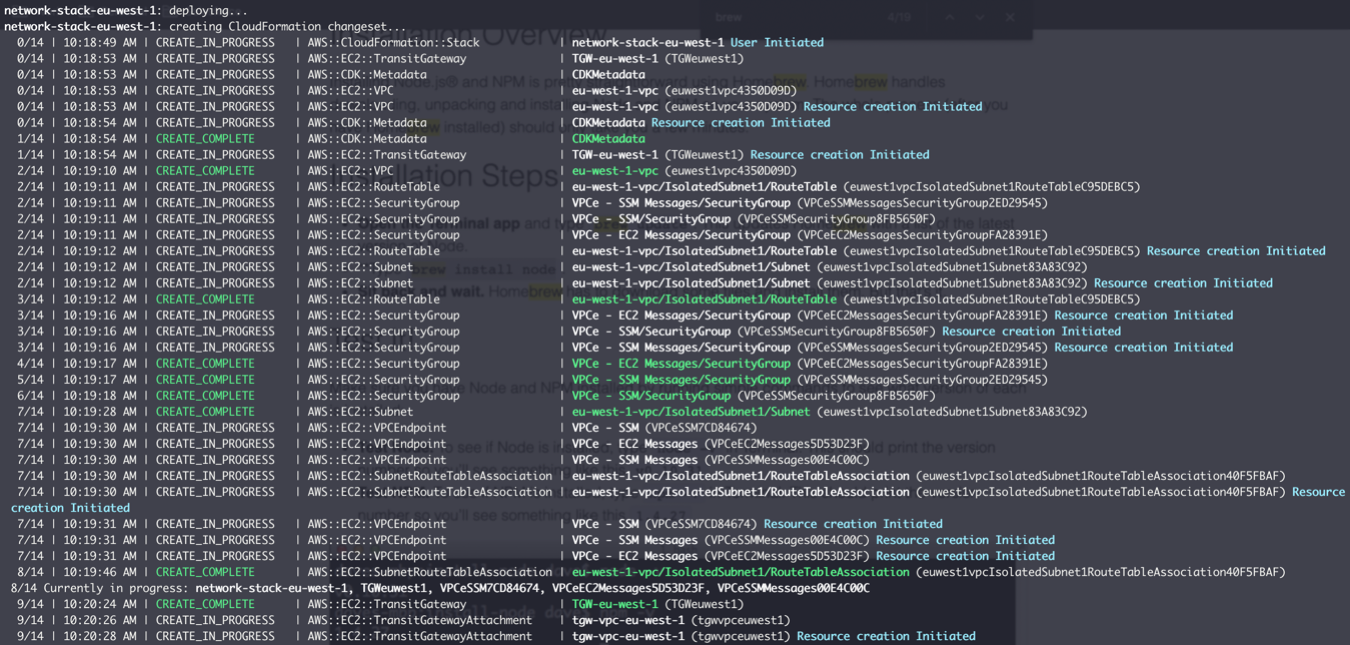 network-stack-eu-west-1: deploying...
network-stack-eu-west-1: creating CloudFormation changeset...
0/14 | 10:18:49 AM | CREATE_IN_PROGRESS | AWS::CloudFormation::Stack | network-stack-eu-west-1 User Initiated
0/14 | 10:18:53 AM | CREATE_IN_PROGRESS | AWS::EC2::TransitGateway | TGW-eu-west-1 (TGWeuwest1)
0/14 | 10:18:53 AM | CREATE_IN_PROGRESS | AWS::CDK::Metadata | CDKMetadata
0/14 | 10:18:53 AM | CREATE_IN_PROGRESS | AWS::EC2::VPC | eu-west-1-vpc (euwest1vpc4350D09D)
0/14 | 10:18:53 AM | CREATE_IN_PROGRESS | AWS::EC2::VPC | eu-west-1-vpc (euwest1vpc4350D09D) Resource creation Initiated
0/14 | 10:18:54 AM | CREATE_IN_PROGRESS | AWS::CDK::Metadata | CDKMetadata Resource creation Initiated
1/14 | 10:18:54 AM | CREATE_COMPLETE | AWS::CDK::Metadata | CDKMetadata
1/14 | 10:18:54 AM | CREATE_IN_PROGRESS | AWS::EC2::TransitGateway | TGW-eu-west-1 (TGWeuwest1) Resource creation Initiated
2/14 | 10:19:10 AM | CREATE_COMPLETE | AWS::EC2::VPC | eu-west-1-vpc (euwest1vpc4350D09D)
2/14 | 10:19:11 AM | CREATE_IN_PROGRESS | AWS::EC2::RouteTable | eu-west-1-vpc/IsolatedSubnet1/RouteTable (euwest1vpcIsolatedSubnet1RouteTableC95DEBC5)
2/14 | 10:19:11 AM | CREATE_IN_PROGRESS | AWS::EC2::SecurityGroup | VPCe - SSM Messages/SecurityGroup (VPCeSSMMessagesSecurityGroup2ED29545)
2/14 | 10:19:11 AM | CREATE_IN_PROGRESS | AWS::EC2::SecurityGroup | VPCe - SSM/SecurityGroup (VPCeSSMSecurityGroup8FB5650F)
2/14 | 10:19:11 AM | CREATE_IN_PROGRESS | AWS::EC2::SecurityGroup | VPCe - EC2 Messages/SecurityGroup (VPCeEC2MessagesSecurityGroupFA28391E)
2/14 | 10:19:12 AM | CREATE_IN_PROGRESS | AWS::EC2::RouteTable | eu-west-1-vpc/IsolatedSubnet1/RouteTable (euwest1vpcIsolatedSubnet1RouteTableC95DEBC5) Resource creation Initiated
2/14 | 10:19:12 AM | CREATE_IN_PROGRESS | AWS::EC2::Subnet | eu-west-1-vpc/IsolatedSubnet1/Subnet (euwest1vpcIsolatedSubnet1Subnet83A83C92)
2/14 | 10:19:12 AM | CREATE_IN_PROGRESS | AWS::EC2::Subnet | eu-west-1-vpc/IsolatedSubnet1/Subnet (euwest1vpcIsolatedSubnet1Subnet83A83C92) Resource creation Initiated
3/14 | 10:19:12 AM | CREATE_COMPLETE | AWS::EC2::RouteTable | eu-west-1-vpc/IsolatedSubnet1/RouteTable (euwest1vpcIsolatedSubnet1RouteTableC95DEBC5)
3/14 | 10:19:16 AM | CREATE_IN_PROGRESS | AWS::EC2::SecurityGroup | VPCe - EC2 Messages/SecurityGroup (VPCeEC2MessagesSecurityGroupFA28391E) Resource creation Initiated
3/14 | 10:19:16 AM | CREATE_IN_PROGRESS | AWS::EC2::SecurityGroup | VPCe - SSM/SecurityGroup (VPCeSSMSecurityGroup8FB5650F) Resource creation Initiated
3/14 | 10:19:16 AM | CREATE_IN_PROGRESS | AWS::EC2::SecurityGroup | VPCe - SSM Messages/SecurityGroup (VPCeSSMMessagesSecurityGroup2ED29545) Resource creation Initiated
4/14 | 10:19:17 AM | CREATE_COMPLETE | AWS::EC2::SecurityGroup | VPCe - EC2 Messages/SecurityGroup (VPCeEC2MessagesSecurityGroupFA28391E)
5/14 | 10:19:17 AM | CREATE_COMPLETE | AWS::EC2::SecurityGroup | VPCe - SSM Messages/SecurityGroup (VPCeSSMMessagesSecurityGroup2ED29545)
6/14 | 10:19:18 AM | CREATE_COMPLETE | AWS::EC2::SecurityGroup | VPCe - SSM/SecurityGroup (VPCeSSMSecurityGroup8FB5650F)
7/14 | 10:19:28 AM | CREATE_COMPLETE | AWS::EC2::Subnet | eu-west-1-vpc/IsolatedSubnet1/Subnet (euwest1vpcIsolatedSubnet1Subnet83A83C92)
7/14 | 10:19:30 AM | CREATE_IN_PROGRESS | AWS::EC2::VPCEndpoint | VPCe - SSM (VPCeSSM7CD84674)
7/14 | 10:19:30 AM | CREATE_IN_PROGRESS | AWS::EC2::VPCEndpoint | VPCe - EC2 Messages (VPCeEC2Messages5D53D23F)
7/14 | 10:19:30 AM | CREATE_IN_PROGRESS | AWS::EC2::VPCEndpoint | VPCe - SSM Messages (VPCeSSMMessages00E4C00C)
7/14 | 10:19:30 AM | CREATE_IN_PROGRESS | AWS::EC2::SubnetRouteTableAssociation | eu-west-1-vpc/IsolatedSubnet1/RouteTableAssociation (euwest1vpcIsolatedSubnet1RouteTableAssociation40F5FBAF)
7/14 | 10:19:30 AM | CREATE_IN_PROGRESS | AWS::EC2::SubnetRouteTableAssociation | eu-west-1-vpc/IsolatedSubnet1/RouteTableAssociation (euwest1vpcIsolatedSubnet1RouteTableAssociation40F5FBAF) Resource
creation Initiated
7/14 | 10:19:31 AM | CREATE_IN_PROGRESS | AWS::EC2::VPCEndpoint | VPCe - SSM (VPCeSSM7CD84674) Resource creation Initiated
7/14 | 10:19:31 AM | CREATE_IN_PROGRESS | AWS::EC2::VPCEndpoint | VPCe - SSM Messages (VPCeSSMMessages00E4C00C) Resource creation Initiated
7/14 | 10:19:31 AM | CREATE_IN_PROGRESS | AWS::EC2::VPCEndpoint | VPCe - EC2 Messages (VPCeEC2Messages5D53D23F) Resource creation Initiated
8/14 | 10:19:46 AM | CREATE_COMPLETE | AWS::EC2::SubnetRouteTableAssociation | eu-west-1-vpc/IsolatedSubnet1/RouteTableAssociation (euwest1vpcIsolatedSubnet1RouteTableAssociation40F5FBAF)
8/14 Currently in progress: network-stack-eu-west-1, TGWeuwest1, VPCeSSM7CD84674, VPCeEC2Messages5D53D23F, VPCeSSMMessages00E4C00C
9/14 | 10:20:24 AM | CREATE_COMPLETE | AWS::EC2::TransitGateway | TGW-eu-west-1 (TGWeuwest1)
9/14 | 10:20:26 AM | CREATE_IN_PROGRESS | AWS::EC2::TransitGatewayAttachment | tgw-vpc-eu-west-1 (tgwvpceuwest1)
9/14 | 10:20:28 AM | CREATE_IN_PROGRESS | AWS::EC2::TransitGatewayAttachment | tgw-vpc-eu-west-1 (tgwvpceuwest1) Resource creation Initiated
brew 4/19
Installation Overview
Installation Steps